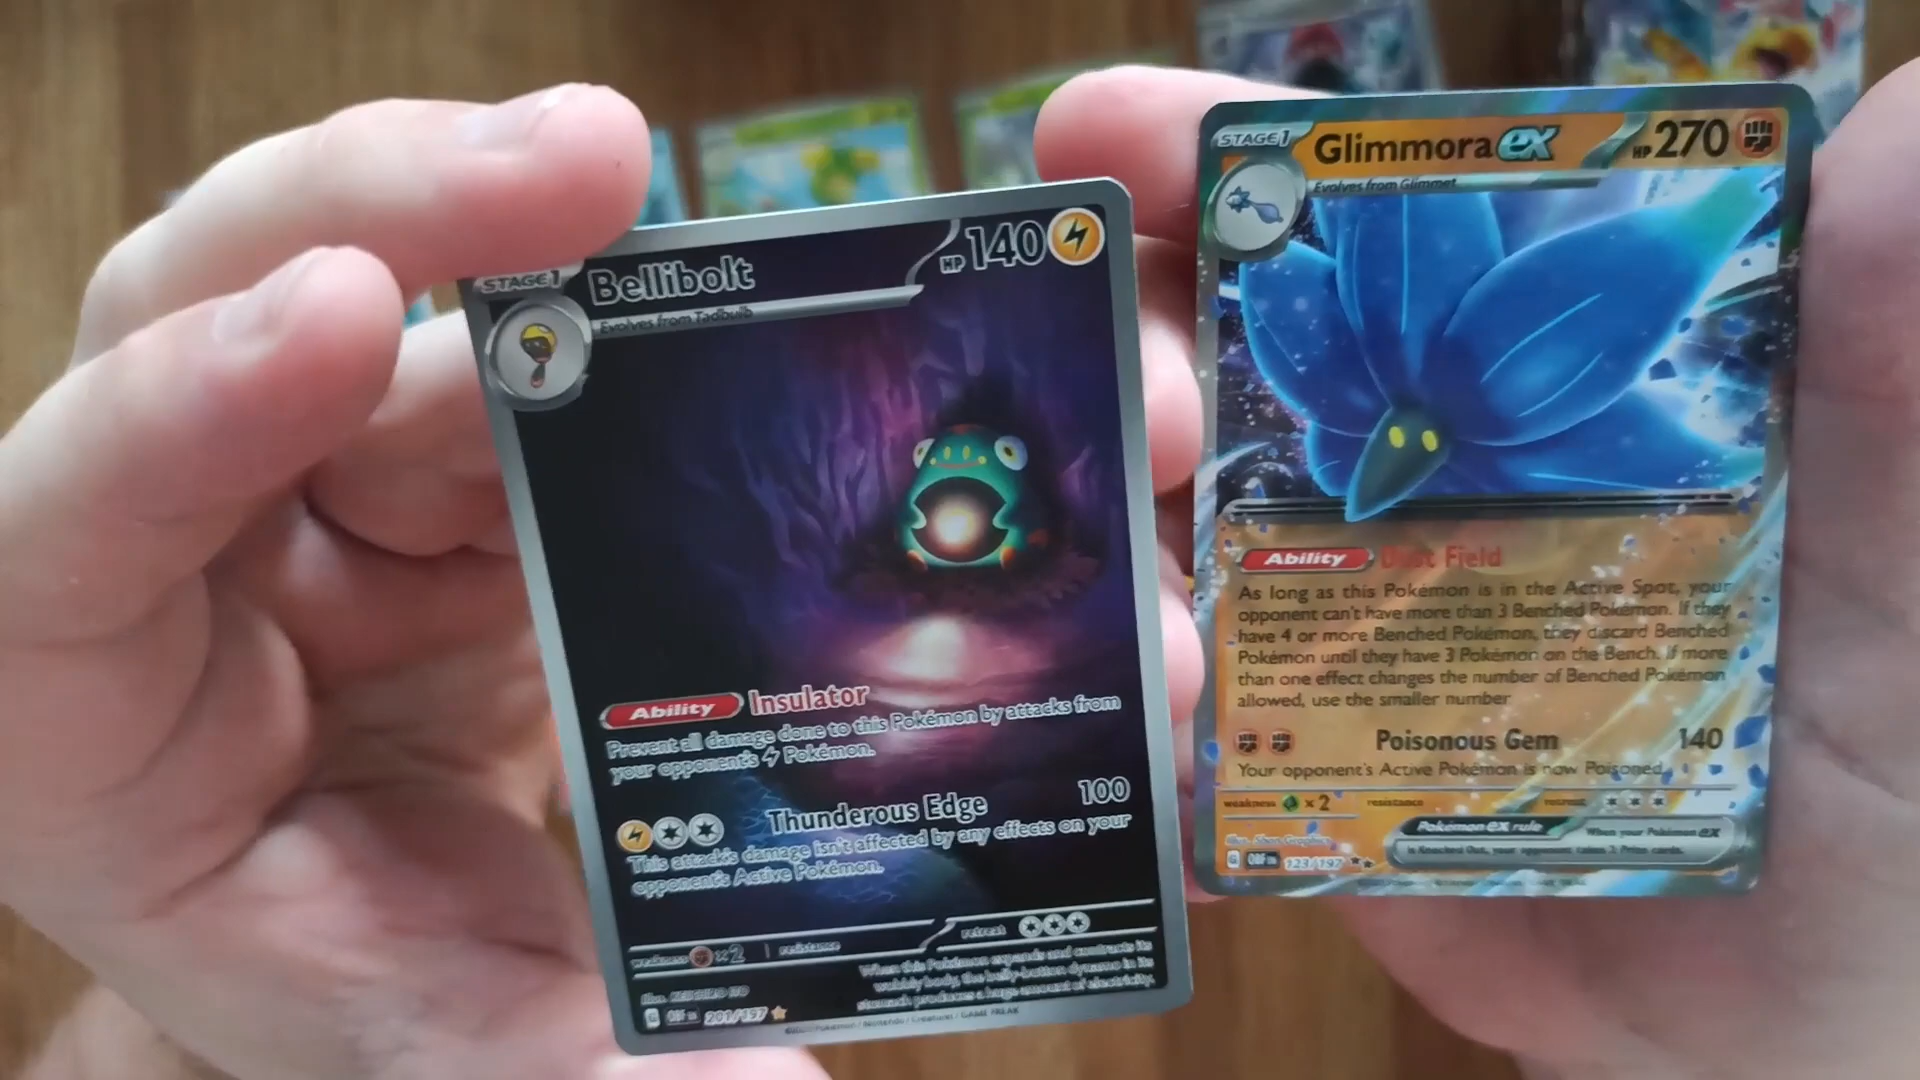 STAGE1 Bellibolt HP 140
Evolves from Tadbulb
Ability Insulator
Prevent all damage done to this Pokémon by attacks from
your opponent's Pokémon.
Thunderous Edge 100
This attack's damage isn't affected by any effects on your
opponent's Active Pokémon.
weakness x2 resistance retreat
When this Pokémon expands and contracts its
wobbly body, the belly-button dynamo in its
stomach produces a huge amount of electricity.
G OBF EN 201/197
STAGE1 Glimmora ex HP 270
Evolves from Glimmet
Ability Dust Field
As long as this Pokémon is in the Active Spot, your
opponent can't have more than 3 Benched Pokémon. If they
have 4 or more Benched Pokémon, they discard Benched
Pokémon until they have 3 Pokémon on the Bench. If more
than one effect changes the number of Benched Pokémon
allowed, use the smaller number
Poisonous Gem 140
Your opponent's Active Pokémon is now Poisoned.
weakness x2 resistance retreat
Pokémon ex rule When your Pokémon ex
is Knocked Out, your opponent takes 2 Prize cards.
G OBF EN 123/197